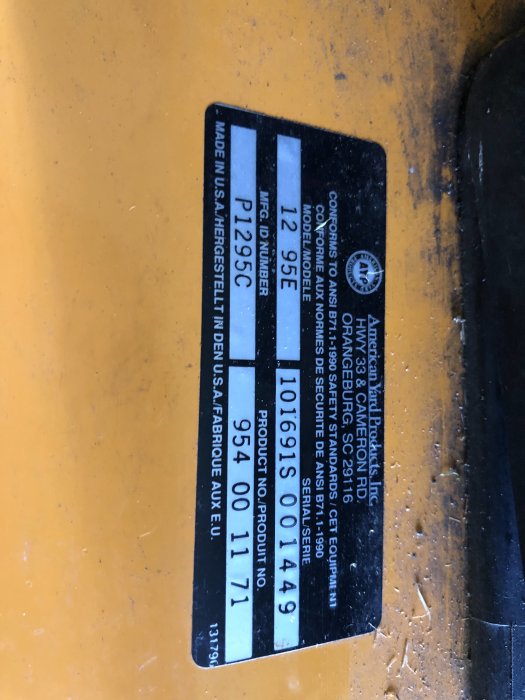 AYP
American Yard Products, Inc.
HWY 33 & CAMERON RD.
ORANGEBURG, SC 29116
CONFORMS TO ANSI B71.1-1990 SAFETY STANDARDS / CET EQUIPMENT
CONFORME AUX NORMES DE SECURITE DE ANSI B71.1-1990
MODEL/MODELE SERIAL/SERIE
12 95E 101691S 001449
MFG. ID NUMBER PRODUCT NO./PRODUIT NO.
P1295C 954 00 11 71
MADE IN U.S.A./HERGESTELLT IN DEN U.S.A./FABRIQUE AUX E.U.